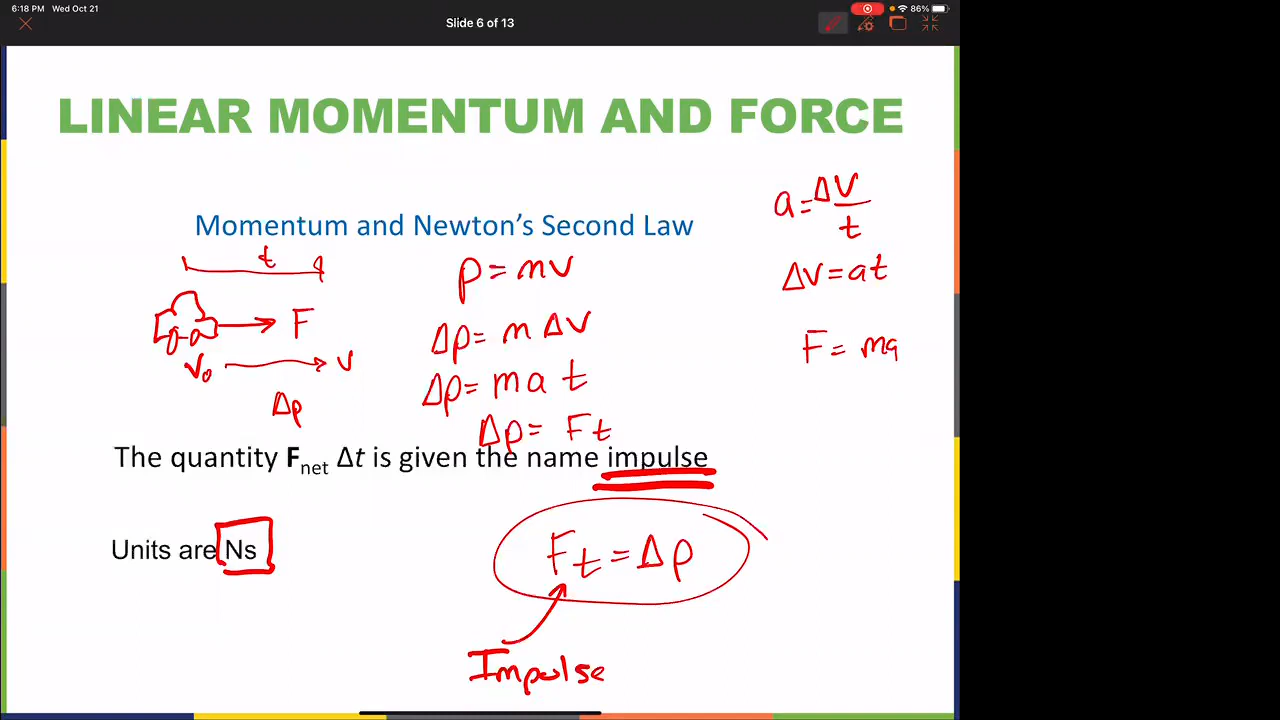 6:18 PM Wed Oct 21
86%
Slide 6 of 13
LINEAR MOMENTUM AND FORCE
Momentum and Newton's Second Law
t
F
V₀ V
Δp
p = mv
Δp = m ΔV
Δp = ma t
Δp = Ft
a = ΔV/t
ΔV = at
F = ma
The quantity Fnet Δt is given the name impulse
Units are Ns
Ft = Δp
Impulse